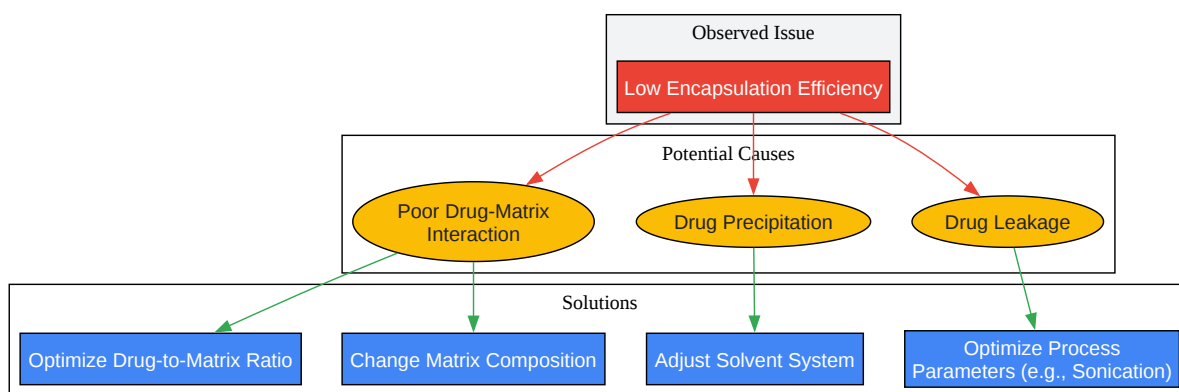 Observed Issue
Low Encapsulation Efficiency
Potential Causes
Poor Drug-Matrix
Interaction
Drug Precipitation
Drug Leakage
Solutions
Optimize Drug-to-Matrix Ratio
Change Matrix Composition
Adjust Solvent System
Optimize Process
Parameters (e.g., Sonication)